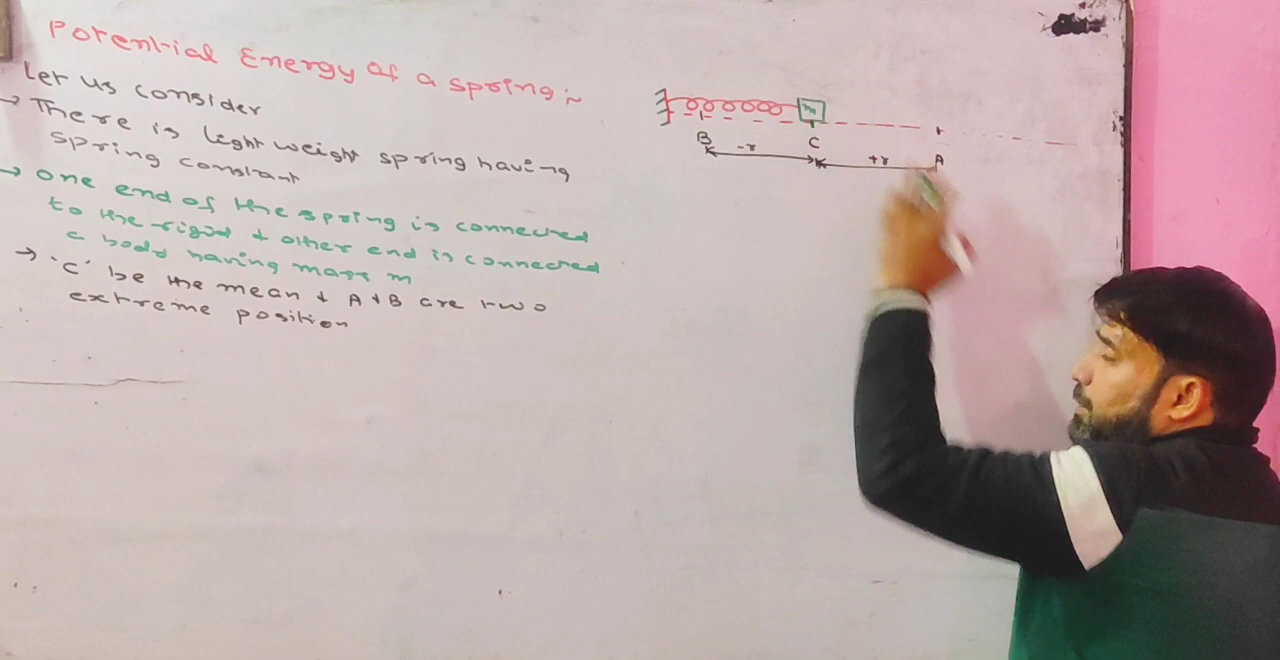 Potential Energy of a spring :~
Let us consider
→ There is light weight spring having
spring constant
→ One end of the spring is connected
to the rigid + other end is connected
a body having mass m
→ 'C' be the mean + A + B are two
extreme position
m
B -r C +r A